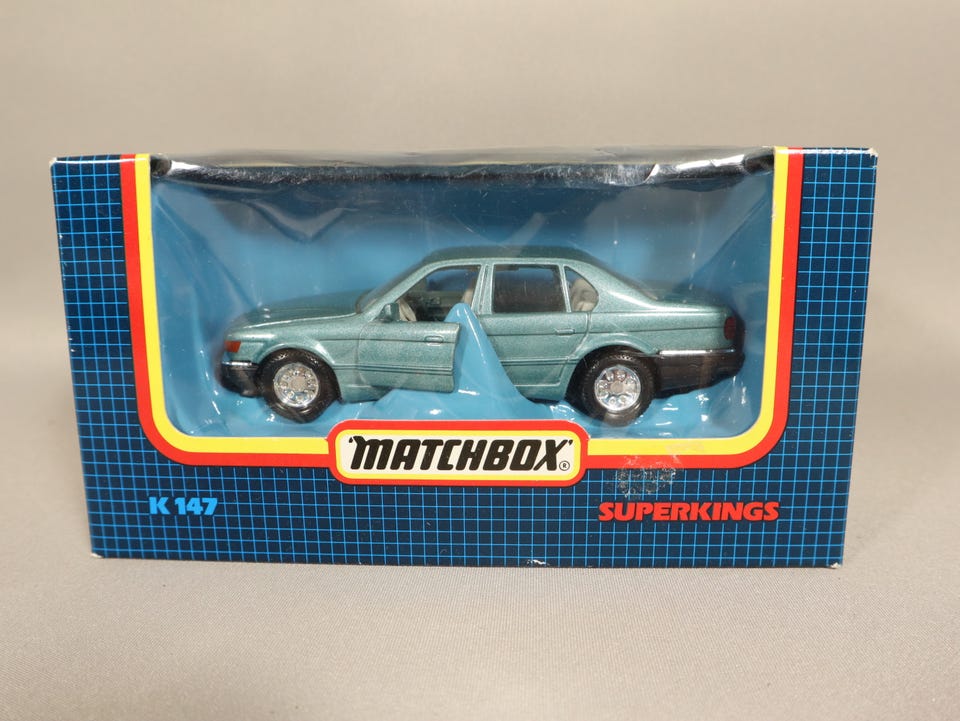 'MATCHBOX'®
K 147
SUPERKINGS